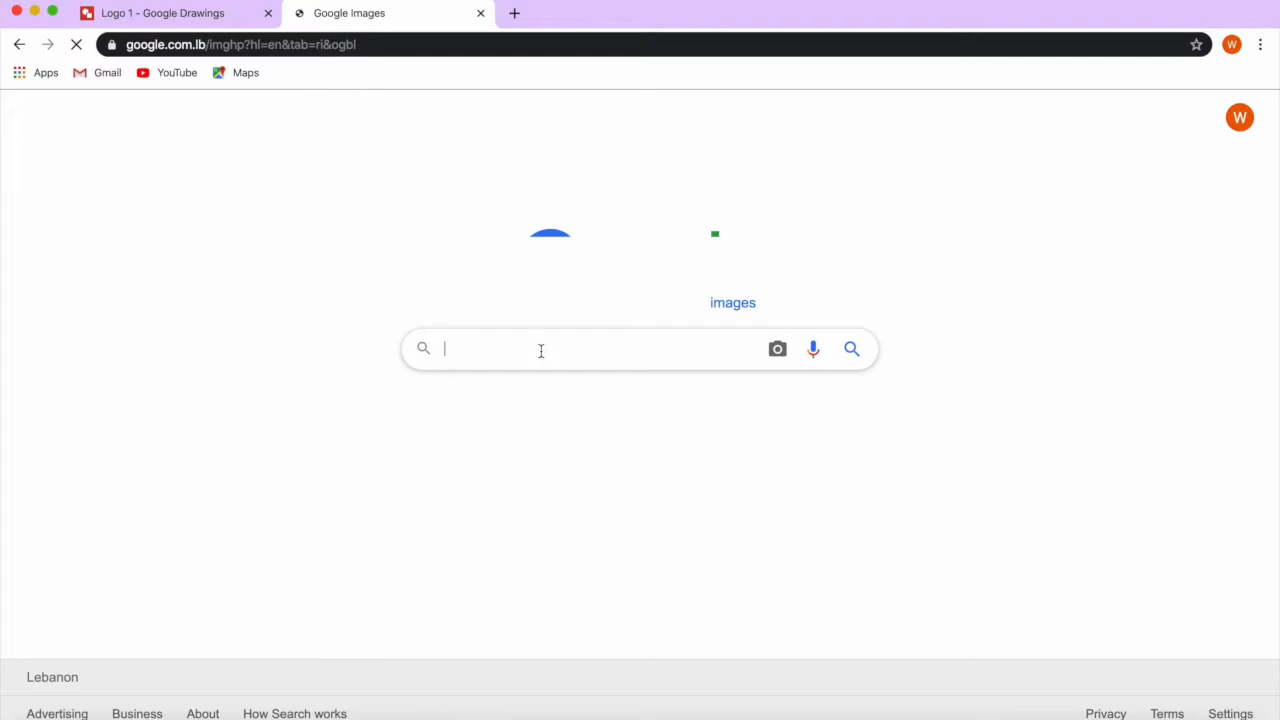 Logo 1 - Google Drawings
Google Images
google.com.lb/imghp?hl=en&tab=ri&ogbl
W
Apps Gmail YouTube Maps
W
images
Lebanon
Advertising Business About How Search works Privacy Terms Settings